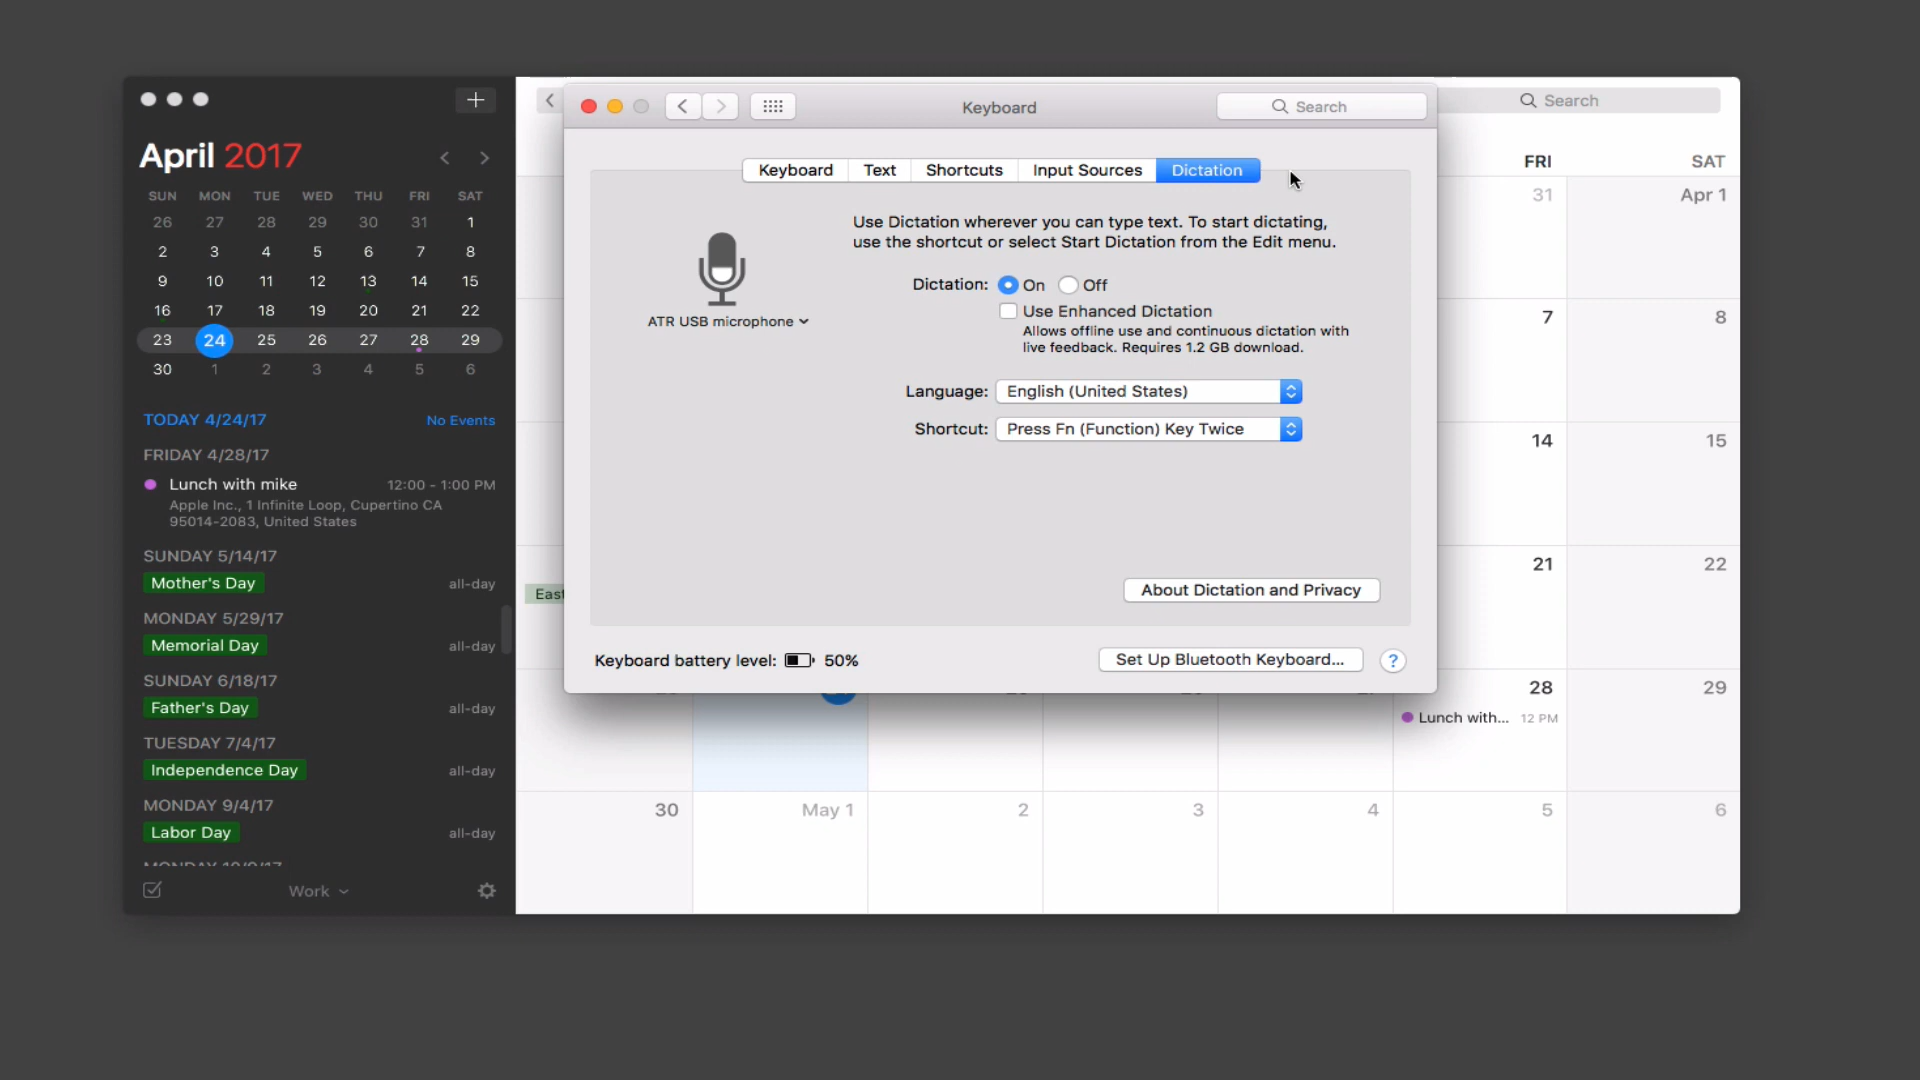 April 2017
SUN MON TUE WED THU FRI SAT
26 27 28 29 30 31 1
2 3 4 5 6 7 8
9 10 11 12 13 14 15
16 17 18 19 20 21 22
23 24 25 26 27 28 29
30 1 2 3 4 5 6
TODAY 4/24/17 No Events
FRIDAY 4/28/17
Lunch with mike 12:00 - 1:00 PM
Apple Inc., 1 Infinite Loop, Cupertino CA
95014-2083, United States
SUNDAY 5/14/17
Mother's Day all-day
MONDAY 5/29/17
Memorial Day all-day
SUNDAY 6/18/17
Father's Day all-day
TUESDAY 7/4/17
Independence Day all-day
MONDAY 9/4/17
Labor Day all-day
Work
Keyboard
Search
Keyboard Text Shortcuts Input Sources Dictation
Use Dictation wherever you can type text. To start dictating,
use the shortcut or select Start Dictation from the Edit menu.
ATR USB microphone
Dictation: On Off
Use Enhanced Dictation
Allows offline use and continuous dictation with
live feedback. Requires 1.2 GB download.
Language: English (United States)
Shortcut: Press Fn (Function) Key Twice
About Dictation and Privacy
Keyboard battery level: 50%
Set Up Bluetooth Keyboard... ?
Search
FRI SAT
31 Apr 1
7 8
14 15
East
21 22
28 29
Lunch with... 12 PM
30 May 1 2 3 4 5 6